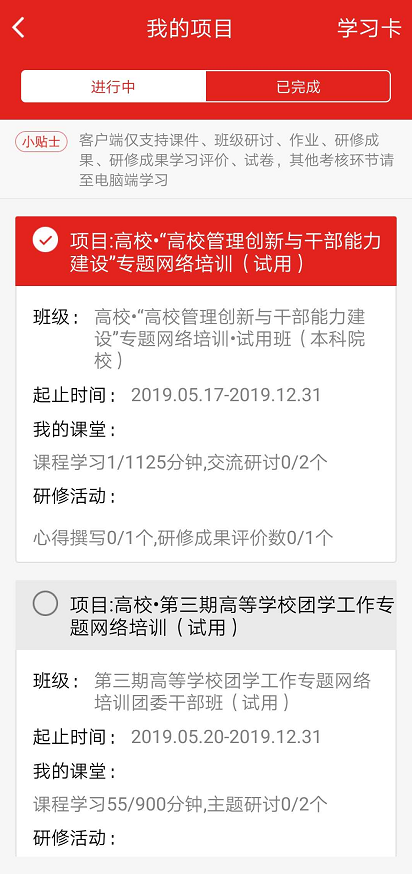 我的项目
学习卡
进行中
已完成
小贴士
客户端仅支持课件、班级研讨、作业、研修成
果、研修成果学习评价、试卷，其他考核环节请
至电脑端学习
项目:高校•“高校管理创新与干部能力
建设”专题网络培训（试用）
班级： 高校•“高校管理创新与干部能力建
设”专题网络培训•试用班（本科院
校）
起止时间： 2019.05.17-2019.12.31
我的课堂：
课程学习1/1125分钟,交流研讨0/2个
研修活动：
心得撰写0/1个,研修成果评价数0/1个
项目:高校•第三期高等学校团学工作专
题网络培训（试用）
班级： 第三期高等学校团学工作专题网络
培训团委干部班（试用）
起止时间： 2019.05.20-2019.12.31
我的课堂：
课程学习55/900分钟,主题研讨0/2个
研修活动：